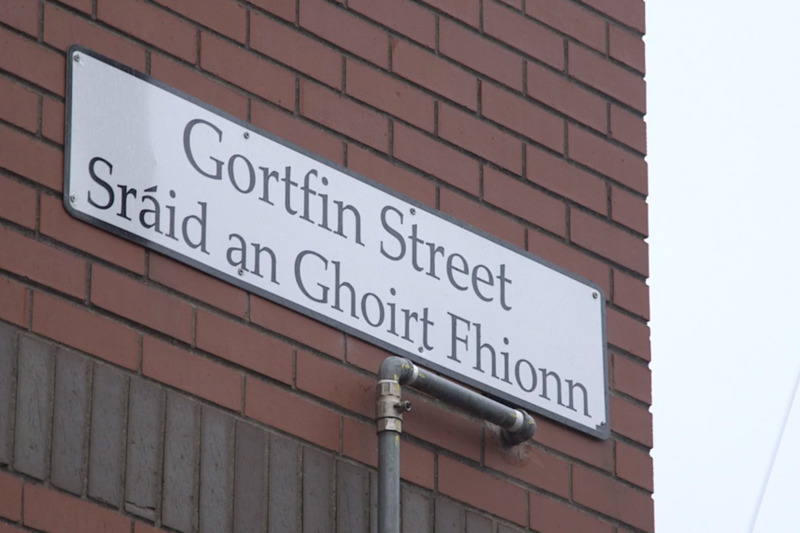 Gortfin Street
Sráid an Ghoirt Fhionn